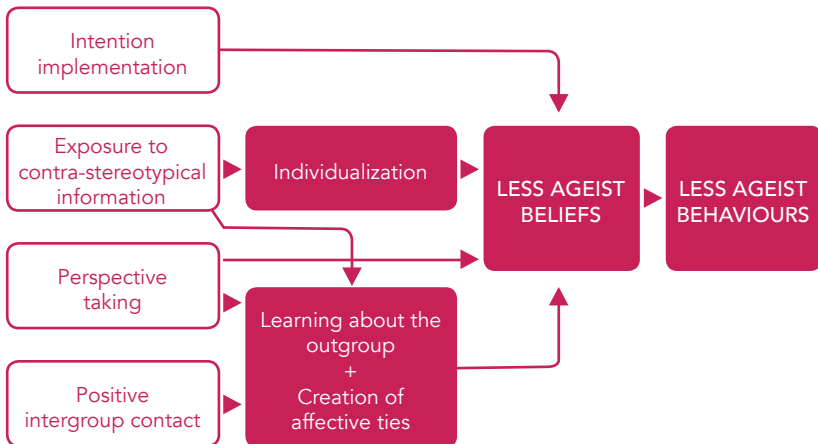 Intention
implementation
Exposure to
contra-stereotypical
information
Individualization
LESS AGEIST
BELIEFS
LESS AGEIST
BEHAVIOURS
Perspective
taking
Learning about the
outgroup
+
Creation of
affective ties
Positive
intergroup contact